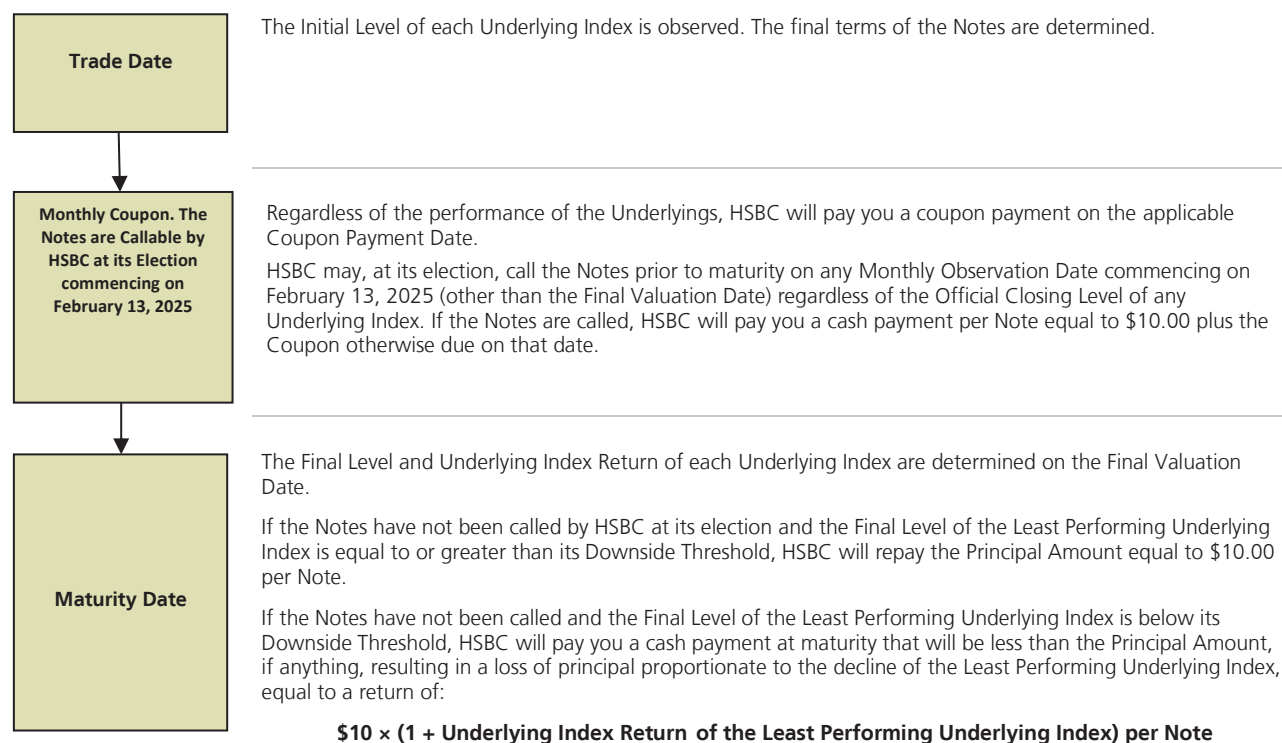 Trade Date
The Initial Level of each Underlying Index is observed. The final terms of the Notes are determined.
Monthly Coupon. The
Notes are Callable by
HSBC at its Election
commencing on
February 13, 2025
Regardless of the performance of the Underlyings, HSBC will pay you a coupon payment on the applicable
Coupon Payment Date.
HSBC may, at its election, call the Notes prior to maturity on any Monthly Observation Date commencing on
February 13, 2025 (other than the Final Valuation Date) regardless of the Official Closing Level of any
Underlying Index. If the Notes are called, HSBC will pay you a cash payment per Note equal to $10.00 plus the
Coupon otherwise due on that date.
Maturity Date
The Final Level and Underlying Index Return of each Underlying Index are determined on the Final Valuation
Date.
If the Notes have not been called by HSBC at its election and the Final Level of the Least Performing Underlying
Index is equal to or greater than its Downside Threshold, HSBC will repay the Principal Amount equal to $10.00
per Note.
If the Notes have not been called and the Final Level of the Least Performing Underlying Index is below its
Downside Threshold, HSBC will pay you a cash payment at maturity that will be less than the Principal Amount,
if anything, resulting in a loss of principal proportionate to the decline of the Least Performing Underlying Index,
equal to a return of:
$10 × (1 + Underlying Index Return of the Least Performing Underlying Index) per Note